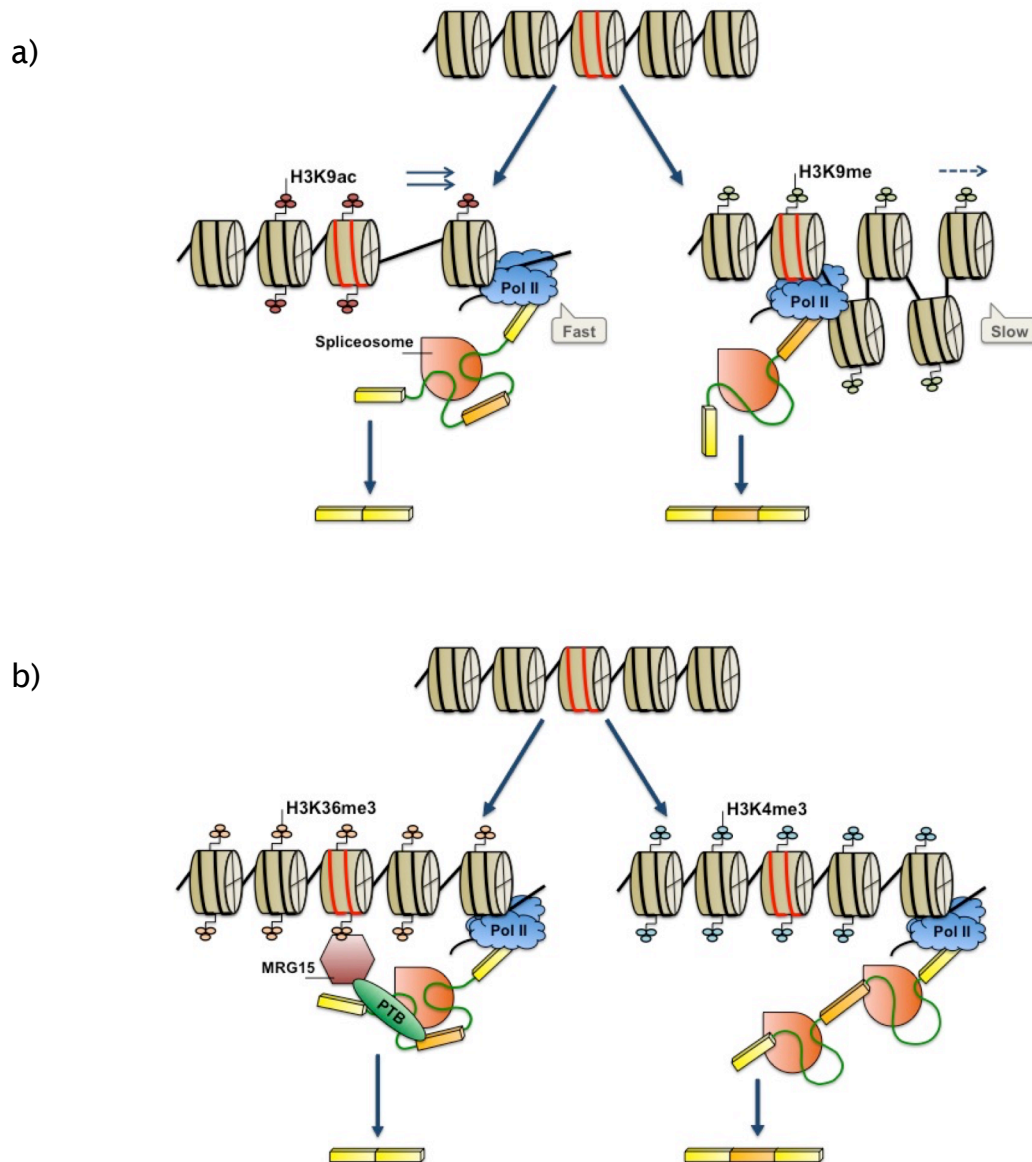 a)
H3K9ac
H3K9me
Pol II
Pol II
Fast
Slow
Spliceosome
b)
H3K36me3
H3K4me3
Pol II
Pol II
MRG15
PTB